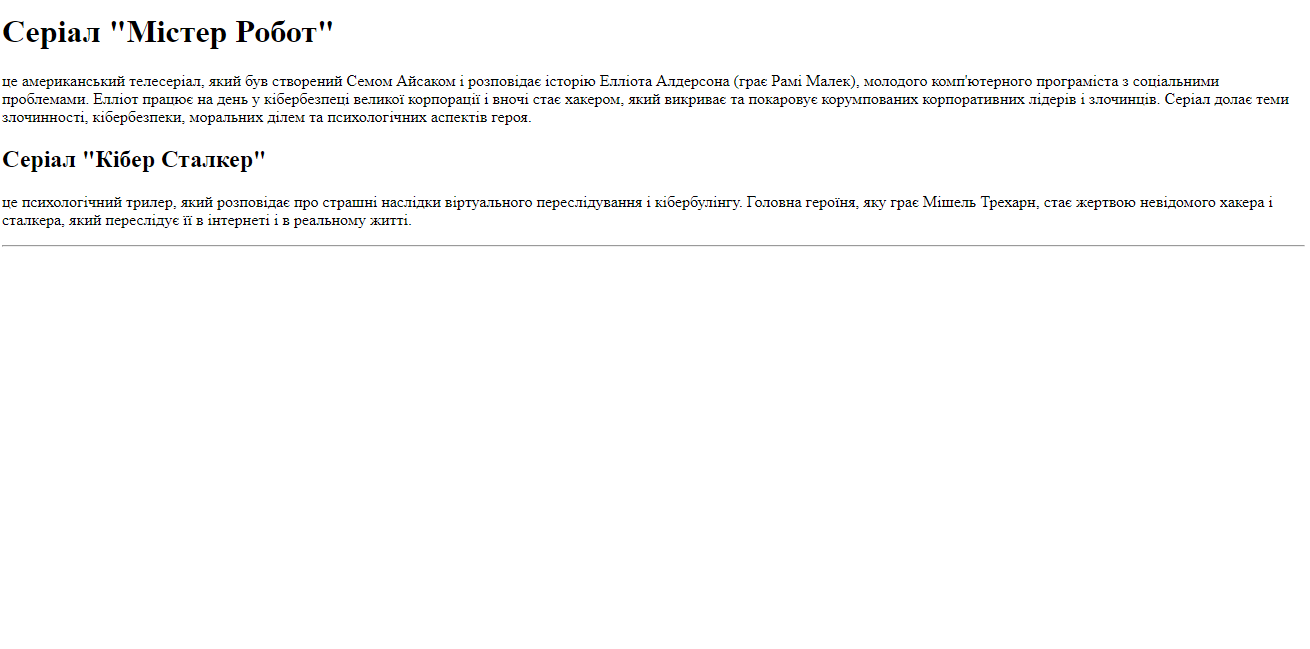 Серіал "Містер Робот"
це американський телесеріал, який був створений Семом Айсаком і розповідає історію Елліота Алдерсона (грає Рамі Малек), молодого комп'ютерного програміста з соціальними
проблемами. Елліот працює на день у кібербезпеці великої корпорації і вночі стає хакером, який викриває та покаровує корумпованих корпоративних лідерів і злочинців. Серіал долає теми
злочинності, кібербезпеки, моральних ділем та психологічних аспектів героя.
Серіал "Кібер Сталкер"
це психологічний трилер, який розповідає про страшні наслідки віртуального переслідування і кібербулінгу. Головна героїня, яку грає Мішель Трехарн, стає жертвою невідомого хакера і
сталкера, який переслідує її в інтернеті і в реальному житті.